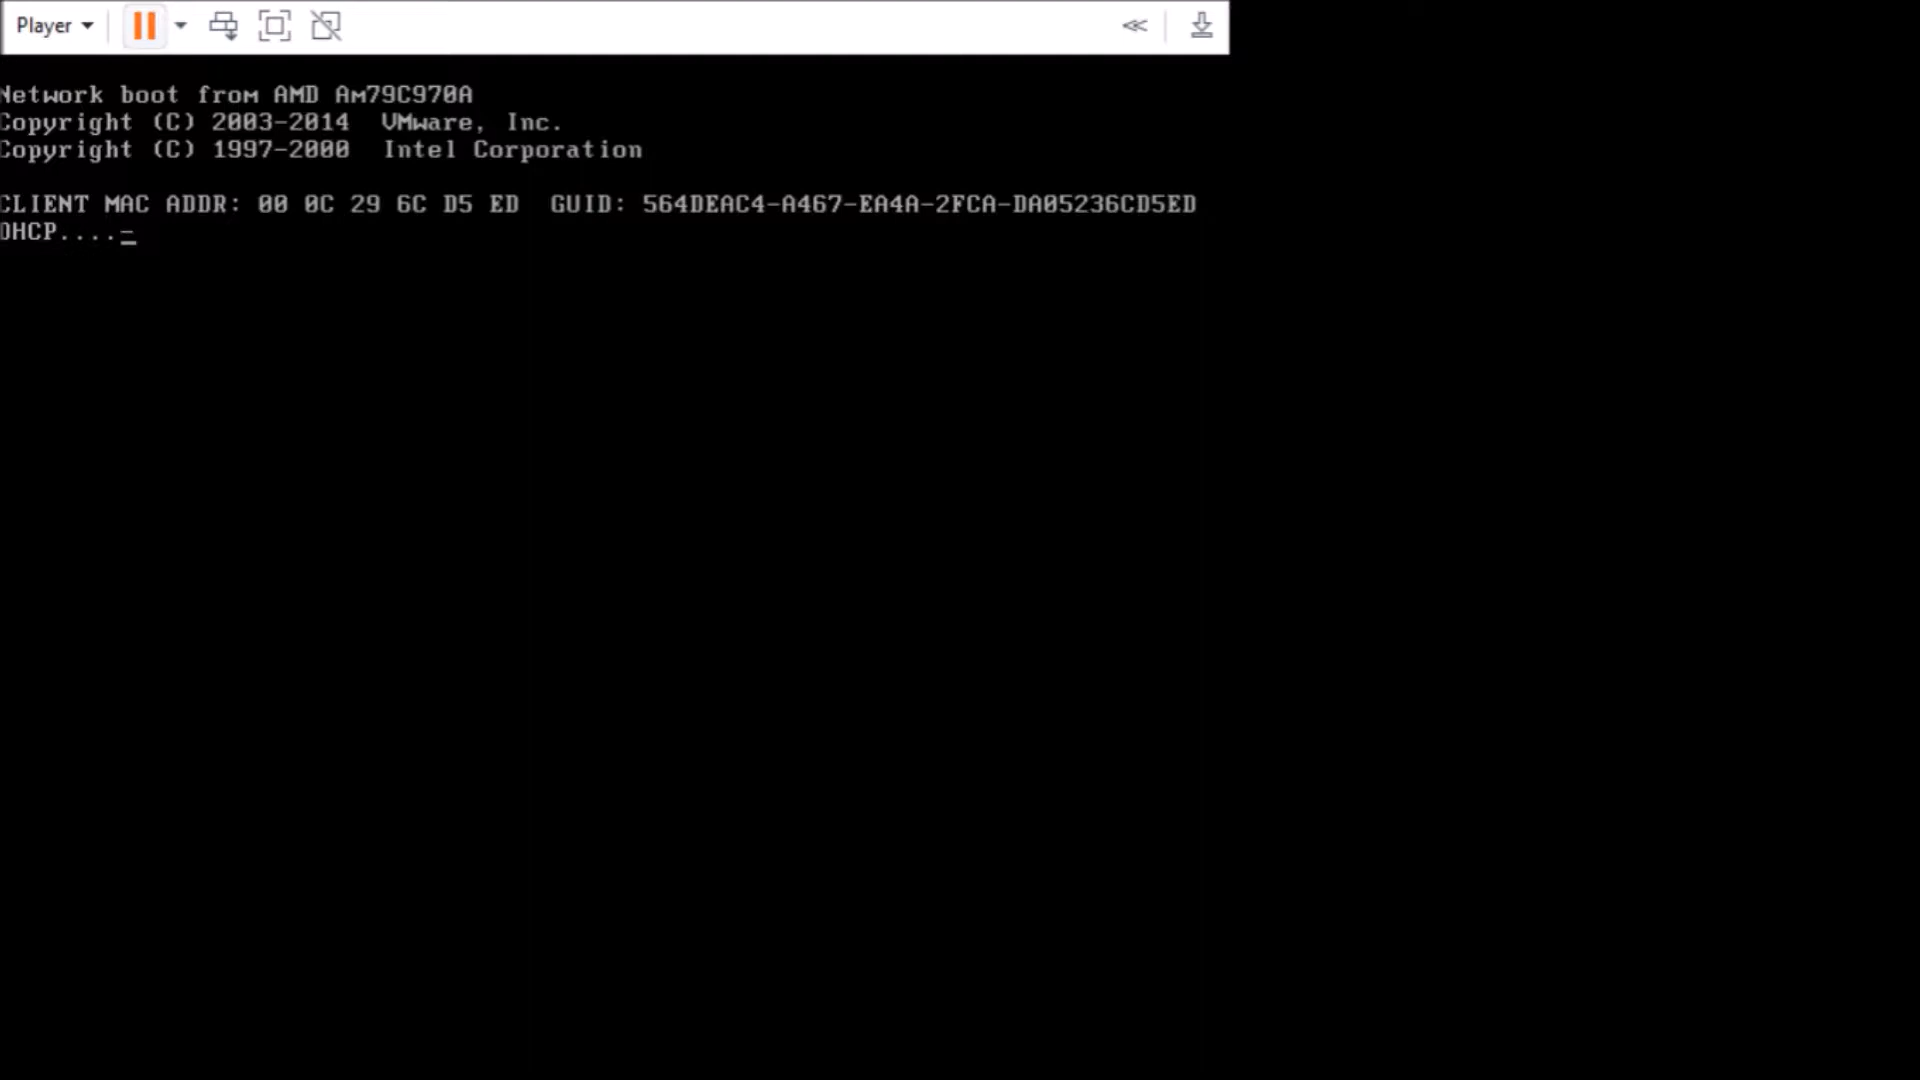 Player
Network boot from AMD Am79C970A
Copyright (C) 2003-2014  VMware, Inc.
Copyright (C) 1997-2000  Intel Corporation
CLIENT MAC ADDR: 00 0C 29 6C D5 ED  GUID: 564DEAC4-A467-EA4A-2FCA-DA05236CD5ED
DHCP....-